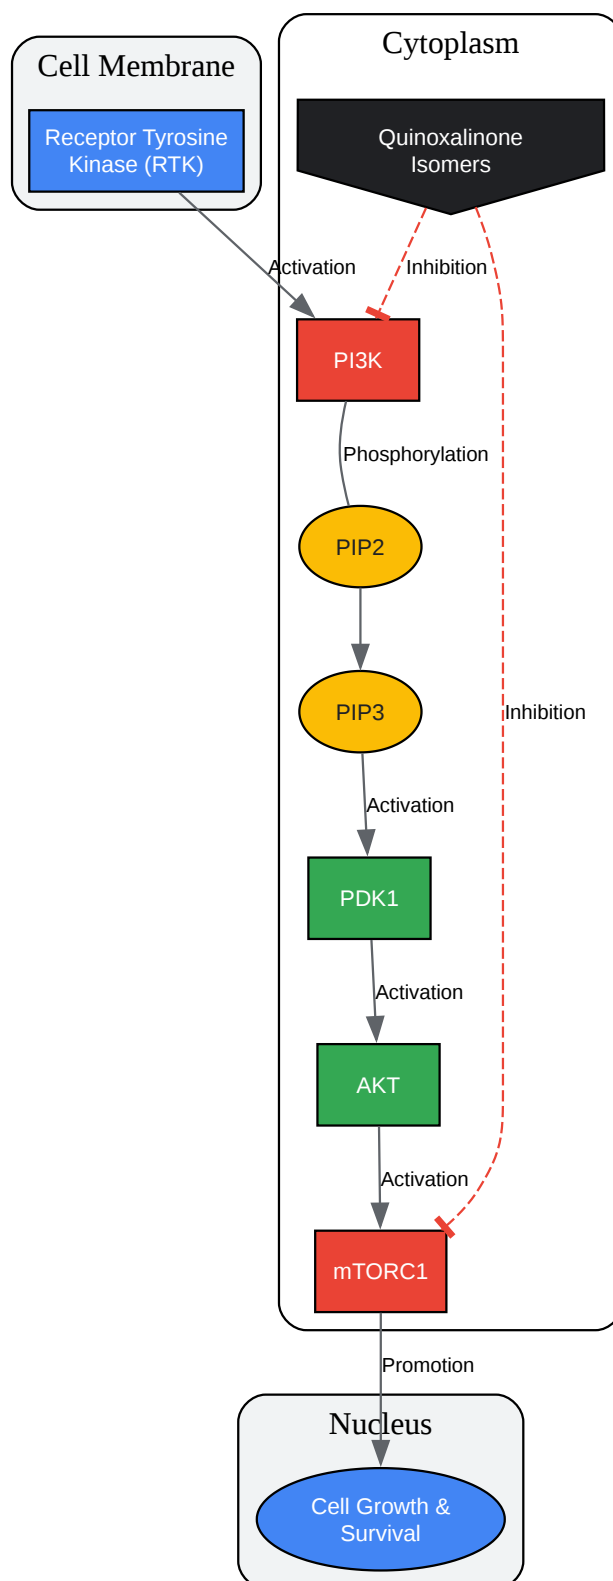 Cell Membrane
Receptor Tyrosine
Kinase (RTK)
Cytoplasm
Quinoxalinone
Isomers
Activation
Inhibition
PI3K
Phosphorylation
PIP2
PIP3
Inhibition
Activation
PDK1
Activation
AKT
Activation
mTORC1
Promotion
Nucleus
Cell Growth &
Survival